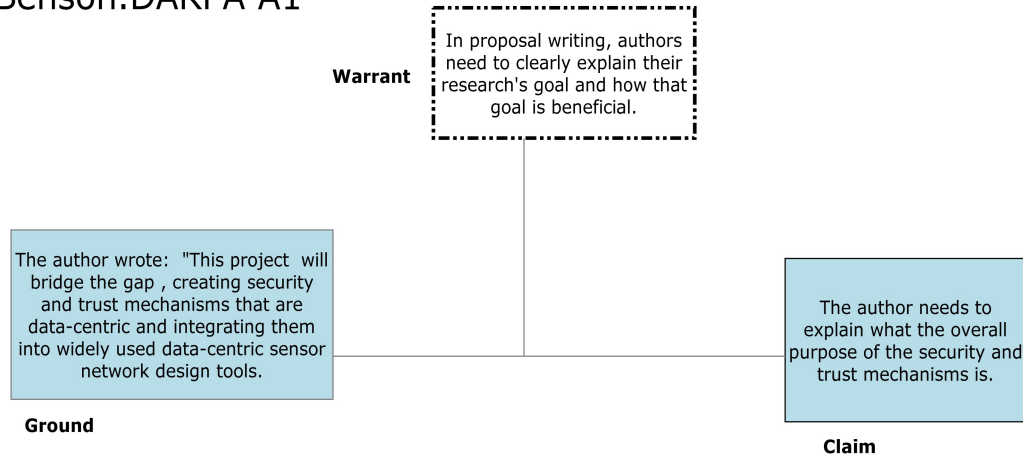 Benson.DARPA A1
In proposal writing, authors
need to clearly explain their
research's goal and how that
goal is beneficial.
Warrant
The author wrote:  "This project  will
bridge the gap , creating security
and trust mechanisms that are
data-centric and integrating them
into widely used data-centric sensor
network design tools.
Ground
The author needs to
explain what the overall
purpose of the security and
trust mechanisms is.
Claim